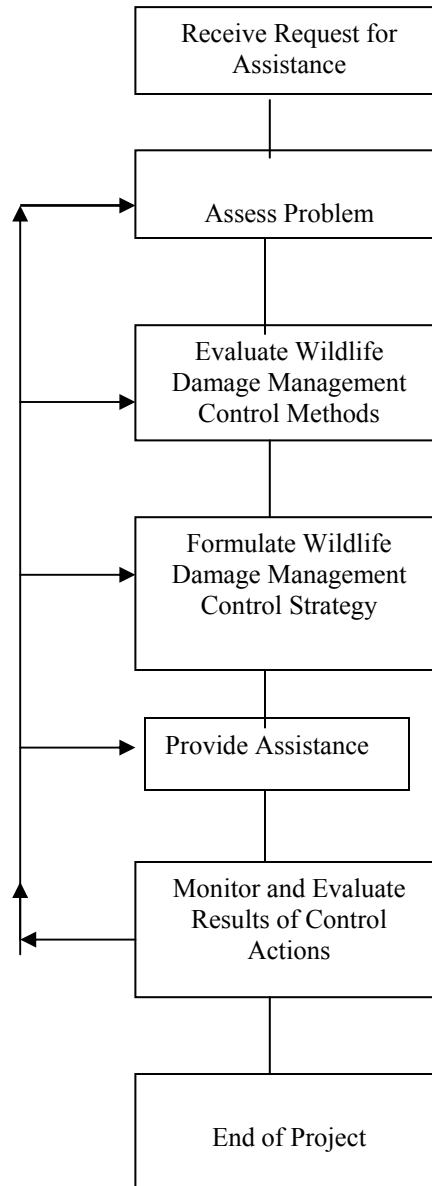 Receive Request for
Assistance
Assess Problem
Evaluate Wildlife
Damage Management
Control Methods
Formulate Wildlife
Damage Management
Control Strategy
Provide Assistance
Monitor and Evaluate
Results of Control
Actions
End of Project